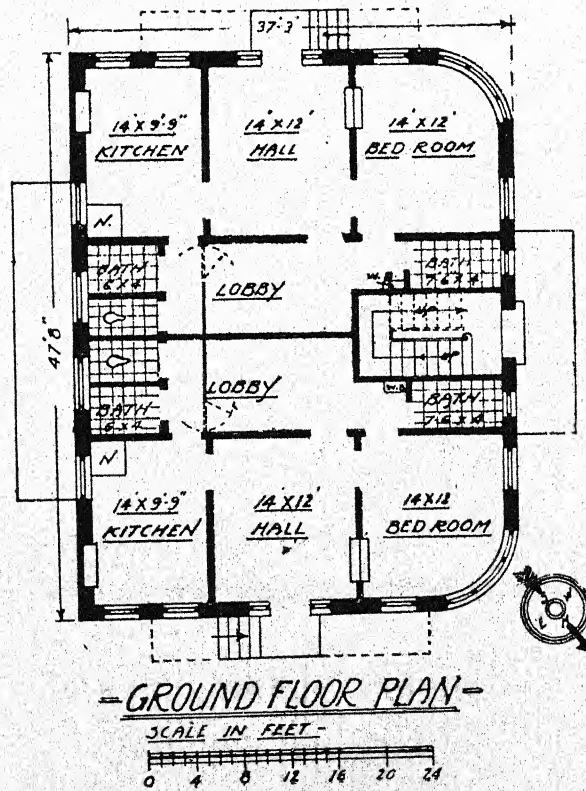 37'-3"
14'X9'-9"
KITCHEN
14'X12'
HALL
14'X12'
BED ROOM
N.
BATH
6'X4'
LOBBY
W.B.
BATH
7'-6"X4'
47'8"
LOBBY
BATH
6'X4'
W.B.
BATH
7'-6"X4'
N
14'X9'-9"
KITCHEN
14'X12'
HALL
14'X12'
BED ROOM
-GROUND FLOOR PLAN-
SCALE IN FEET-
0 4 8 12 16 20 24